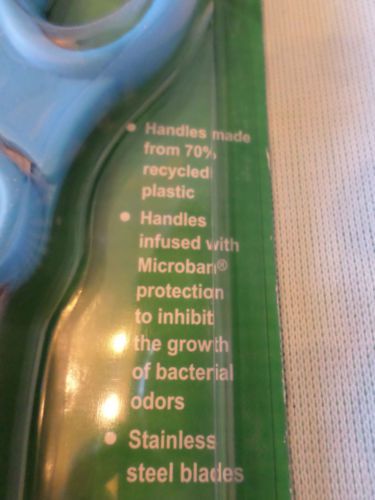 • Handles made
from 70%
recycled
plastic
• Handles
infused with
Microban®
protection
to inhibit
the growth
of bacterial
odors
• Stainless
steel blades